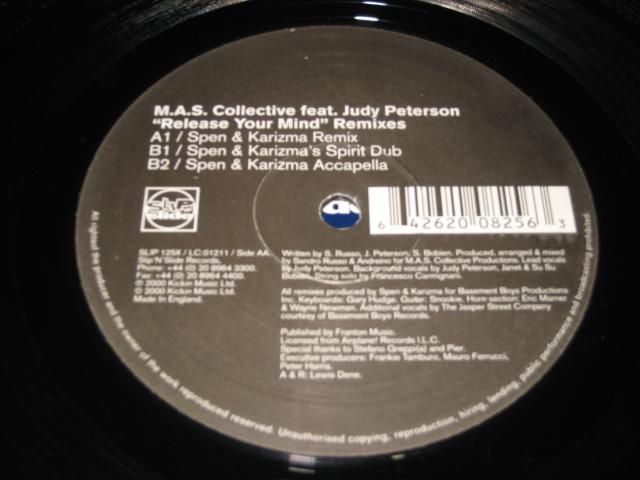 M.A.S. Collective feat. Judy Peterson
"Release Your Mind" Remixes
A1 / Spen & Karizma Remix
B1 / Spen & Karizma's Spirit Dub
B2 / Spen & Karizma Accapella
Slip'n'
Slide
6 42620 08256 3
SLIP 125X / LC:01211 / Side AA.
Slip'N'Slide Records.
Phone: +44 (0) 20 8964 3300.
Fax: +44 (0) 20 8964 4400.
℗ 2000 Kickin Music Ltd.
© 2000 Kickin Music Ltd.
Made In England.
Written by S. Russo, J. Peterson, S. Bobien. Produced, arranged & mixed
by Sandro Russo & Andreino for M.A.S. Collective Productions. Lead vocal
by Judy Peterson. Background vocals by Judy Peterson, Janet & Su Su
Bobien. String solo by Francesco Carmignani.
All remixes produced by Spen & Karizma for Basement Boys Productions
Inc. Keyboards: Gary Hudge. Guitar: Snookie. Horn section: Eric Marner
& Wayne Newman. Additional vocals by The Jasper Street Company
courtesy of Basement Boys Records.
Published by Franton Music.
Licensed from Airplane! Records I.L.C.
Special thanks to Stefano Greppi(s) and Pier.
Executive producers: Frankie Tamburo, Mauro Ferrucci,
Peter Harris.
A & R: Lewis Dene.
All rights of the producer and the owner of the work reproduced reserved. Unauthorised copying, reproduction, hiring, lending, public performance and broadcasting prohibited.